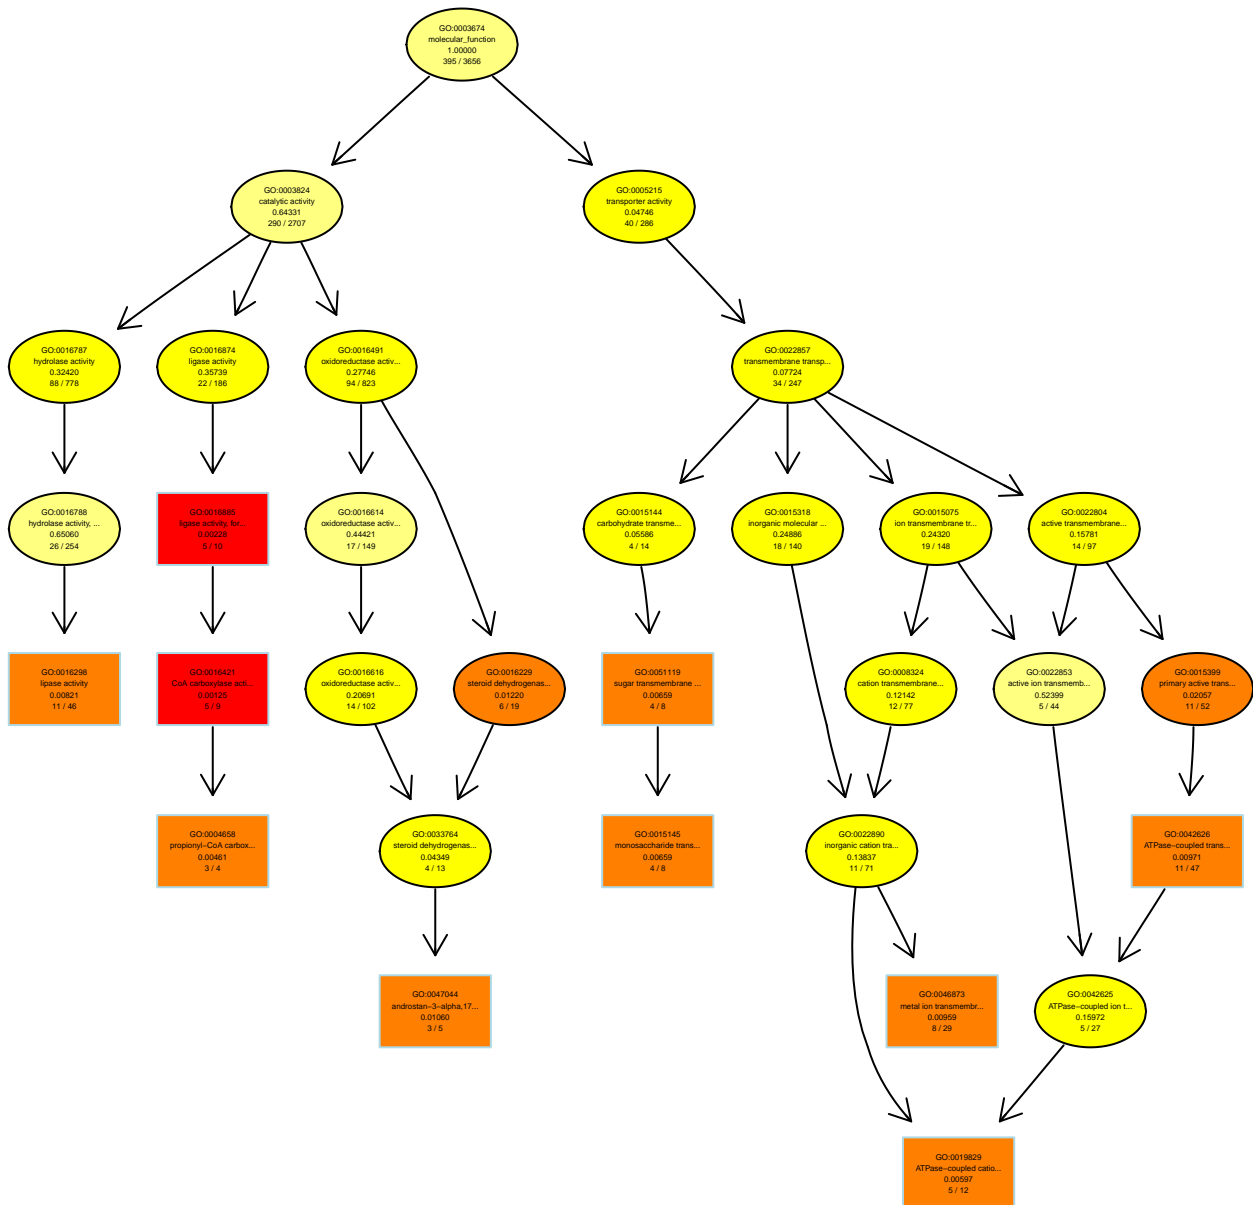 GO:0003674
molecular_function
1.00000
395 / 3656
GO:0003824
catalytic activity
0.64331
290 / 2707
GO:0005215
transporter activity
0.04746
40 / 286
GO:0016787
hydrolase activity
0.32420
88 / 778
GO:0016874
ligase activity
0.35739
22 / 186
GO:0016491
oxidoreductase activ...
0.27746
94 / 823
GO:0022857
transmembrane transp...
0.07724
34 / 247
GO:0016788
hydrolase activity, ...
0.65060
26 / 254
GO:0016885
ligase activity, for...
0.00228
5 / 10
GO:0016614
oxidoreductase activ...
0.44421
17 / 149
GO:0015144
carbohydrate transme...
0.05586
4 / 14
GO:0015318
inorganic molecular ...
0.24886
18 / 140
GO:0015075
ion transmembrane tr...
0.24320
19 / 148
GO:0022804
active transmembrane...
0.15781
14 / 97
GO:0016298
lipase activity
0.00821
11 / 46
GO:0016421
CoA carboxylase acti...
0.00125
5 / 9
GO:0016616
oxidoreductase activ...
0.20691
14 / 102
GO:0016229
steroid dehydrogenas...
0.01220
6 / 19
GO:0051119
sugar transmembrane ...
0.00659
4 / 8
GO:0008324
cation transmembrane...
0.12142
12 / 77
GO:0022853
active ion transmemb...
0.52399
5 / 44
GO:0015399
primary active trans...
0.02057
11 / 52
GO:0004658
propionyl−CoA carbox...
0.00461
3 / 4
GO:0033764
steroid dehydrogenas...
0.04349
4 / 13
GO:0015145
monosaccharide trans...
0.00659
4 / 8
GO:0022890
inorganic cation tra...
0.13837
11 / 71
GO:0042626
ATPase−coupled trans...
0.00971
11 / 47
GO:0047044
androstan−3−alpha,17...
0.01060
3 / 5
GO:0046873
metal ion transmembr...
0.00959
8 / 29
GO:0042625
ATPase−coupled ion t...
0.15972
5 / 27
GO:0019829
ATPase−coupled catio...
0.00597
5 / 12